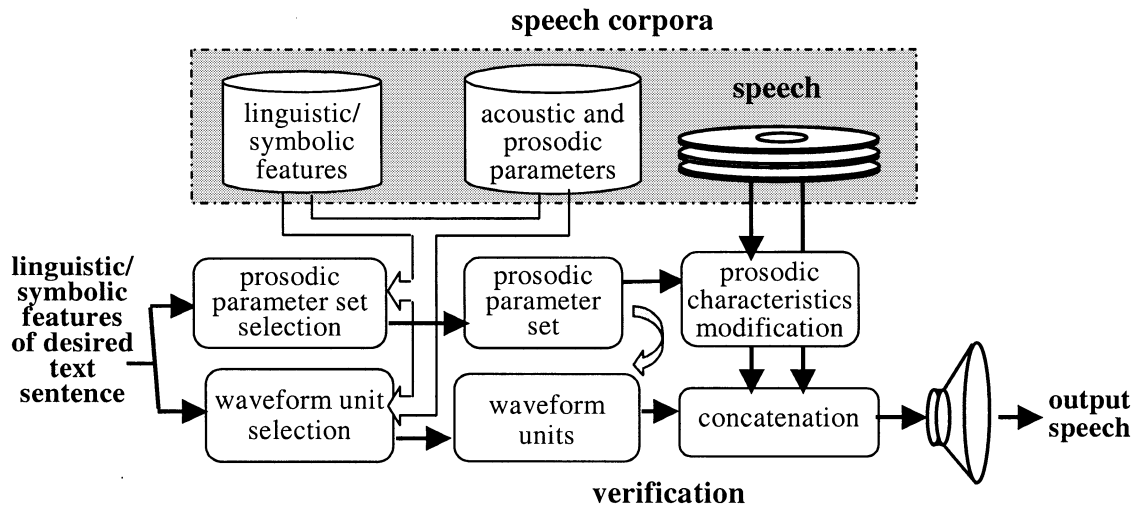 speech corpora
linguistic/
symbolic
features
acoustic and
prosodic
parameters
speech
linguistic/
symbolic
features
of desired
text
sentence
prosodic
parameter set
selection
prosodic
parameter
set
prosodic
characteristics
modification
waveform unit
selection
waveform
units
concatenation
output
speech
verification